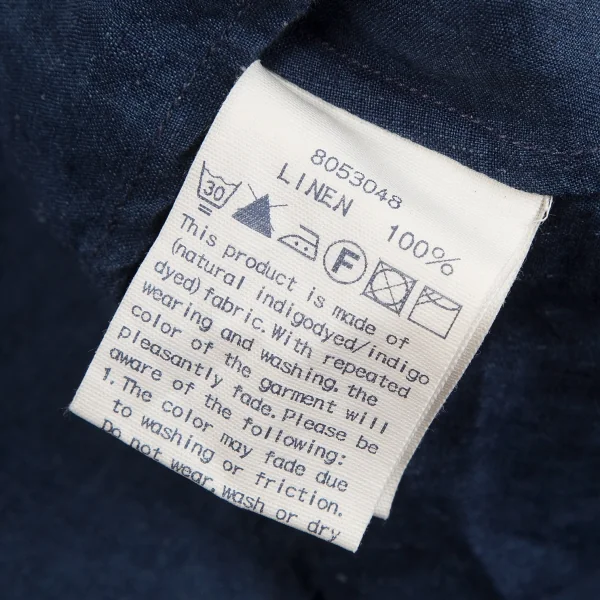 8053048
LINEN 100%
30
F
This product is made of
(natural indigodyed/indigo
dyed) fabric. With repeated
wearing and washing. the
color of the garment will
pleasantly fade. Please be
aware of the following:
1. The color may fade due
to washing or friction.
Do not wear, wash or dry